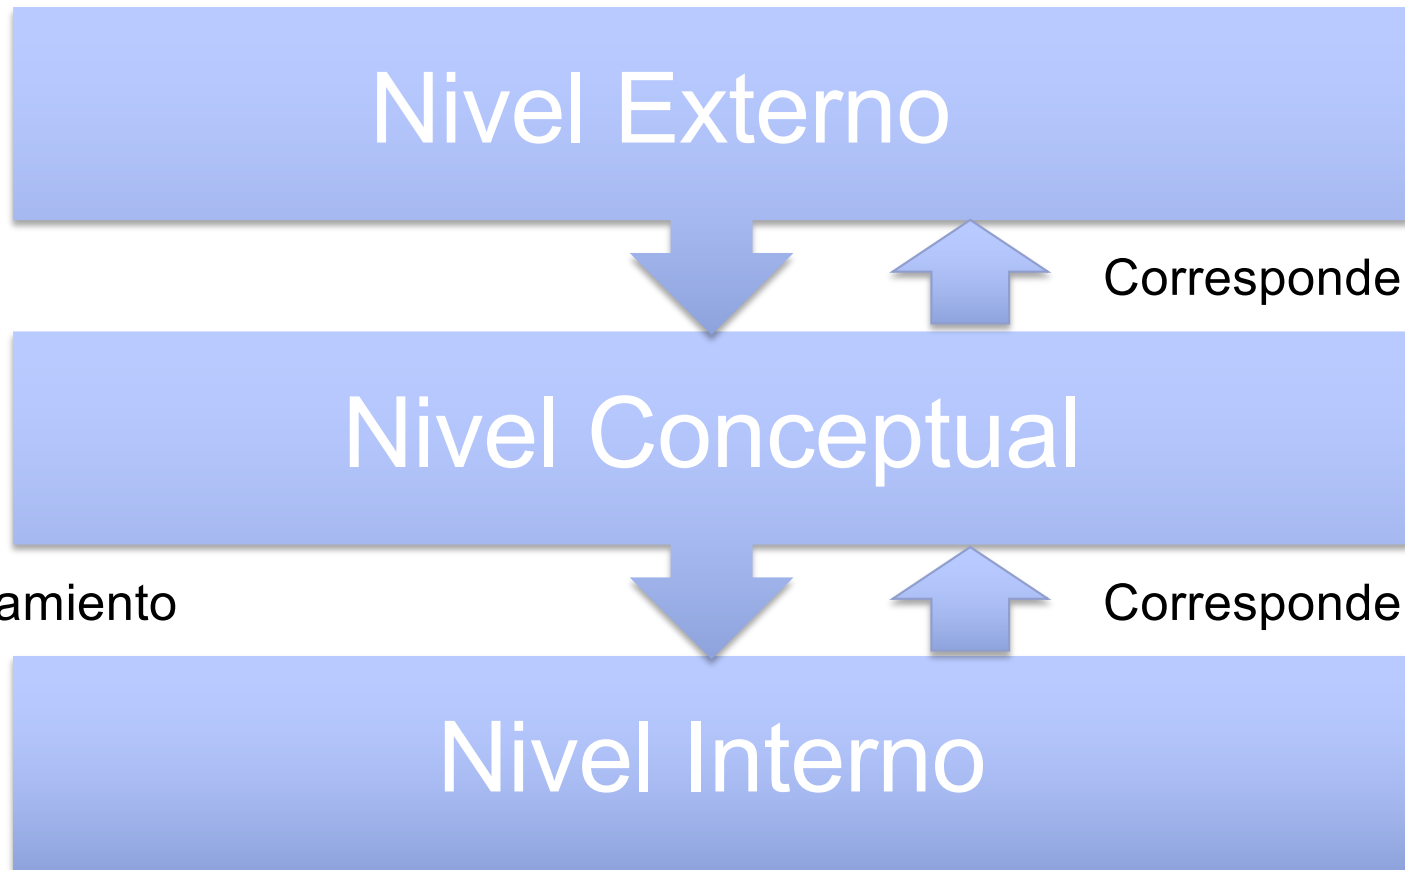 Nivel Externo
Corresponde
Nivel Conceptual
amiento
Corresponde
Nivel Interno